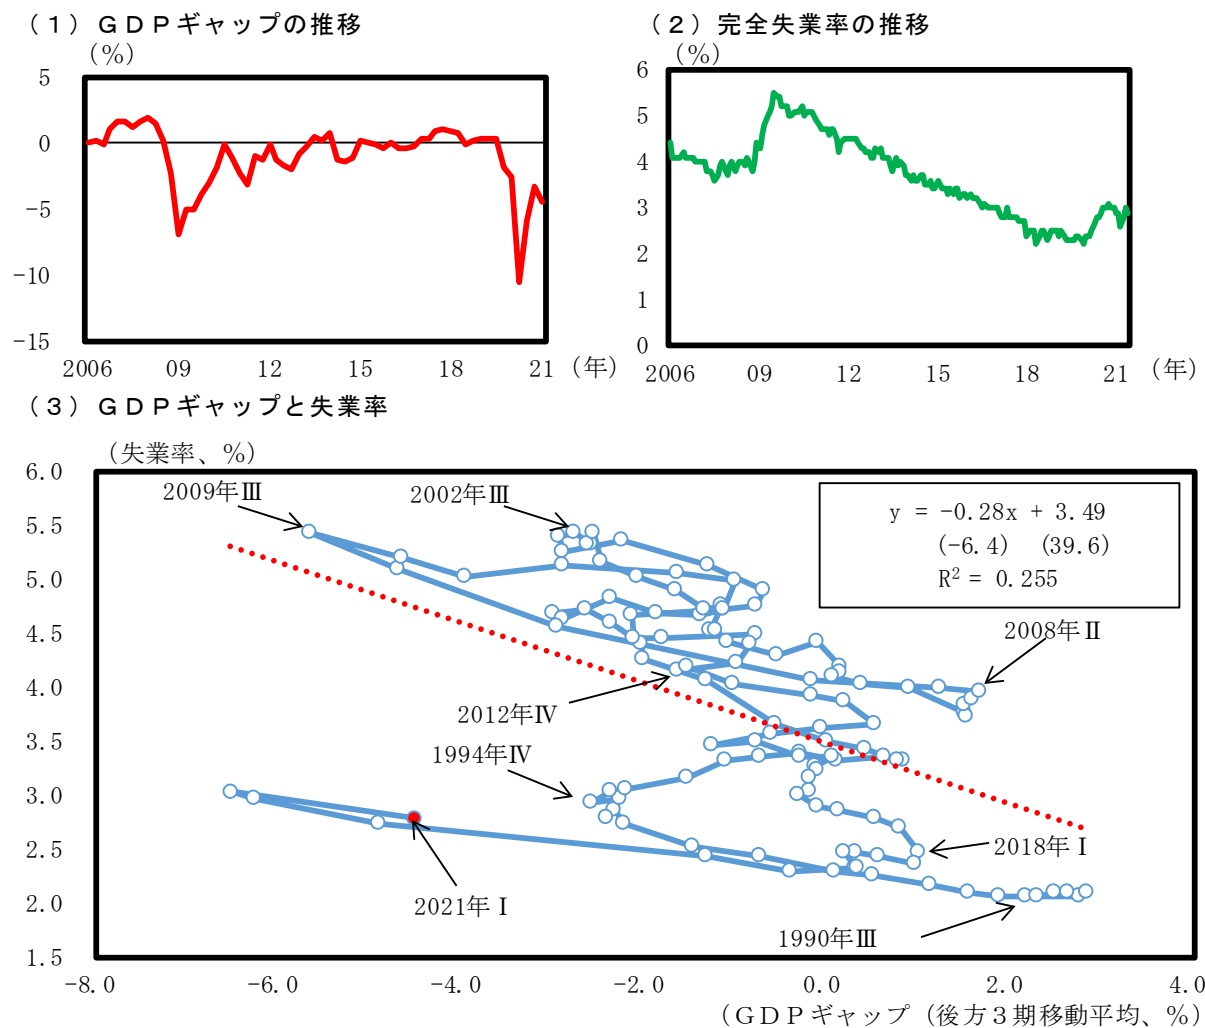 （１）ＧＤＰギャップの推移
（％）
5
0
−5
−10
−15
2006 09 12 15 18 21 （年）
（２）完全失業率の推移
（％）
6
5
4
3
2
1
0
2006 09 12 15 18 21 （年）
（３）ＧＤＰギャップと失業率
（失業率、％）
6.0
5.5
5.0
4.5
4.0
3.5
3.0
2.5
2.0
1.5
2009年Ⅲ
2002年Ⅲ
y = −0.28x + 3.49
(−6.4) (39.6)
R² = 0.255
2008年Ⅱ
2012年Ⅳ
1994年Ⅳ
2018年Ⅰ
2021年Ⅰ
1990年Ⅲ
−8.0 −6.0 −4.0 −2.0 0.0 2.0 4.0
（ＧＤＰギャップ（後方３期移動平均、％）